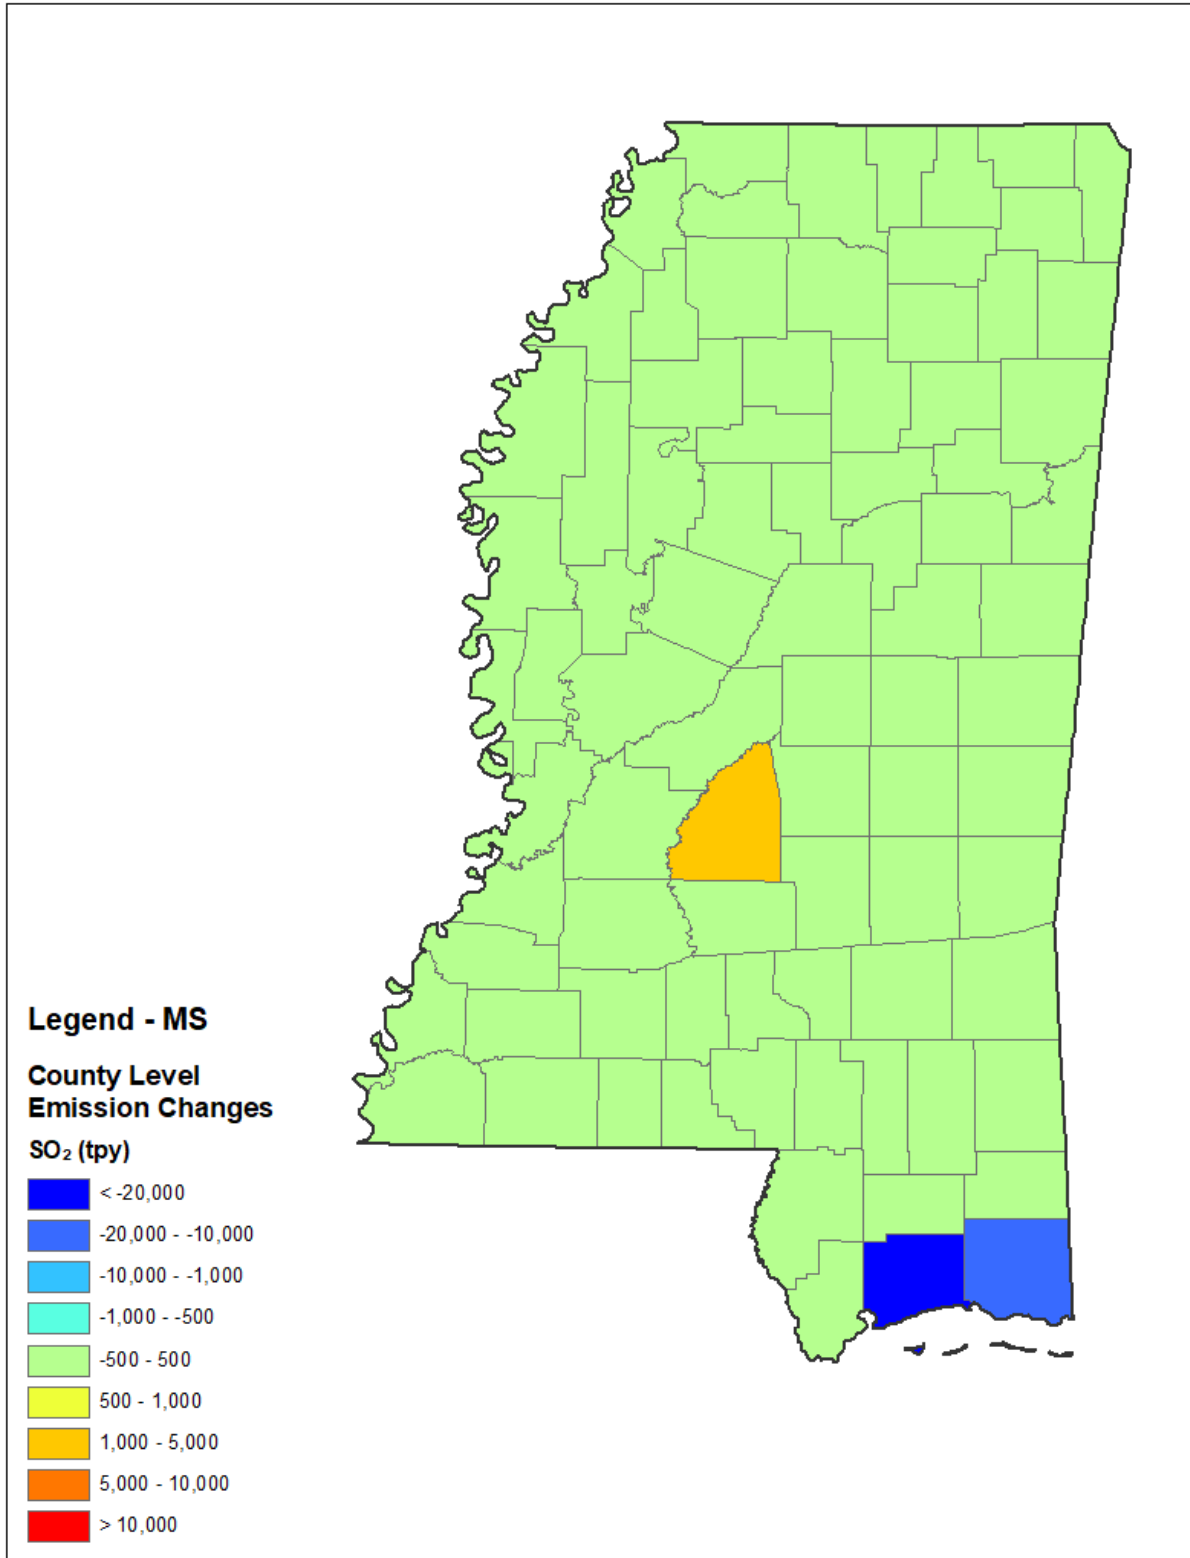 Legend - MS
County Level
Emission Changes
SO₂ (tpy)
< -20,000
-20,000 - -10,000
-10,000 - -1,000
-1,000 - -500
-500 - 500
500 - 1,000
1,000 - 5,000
5,000 - 10,000
> 10,000